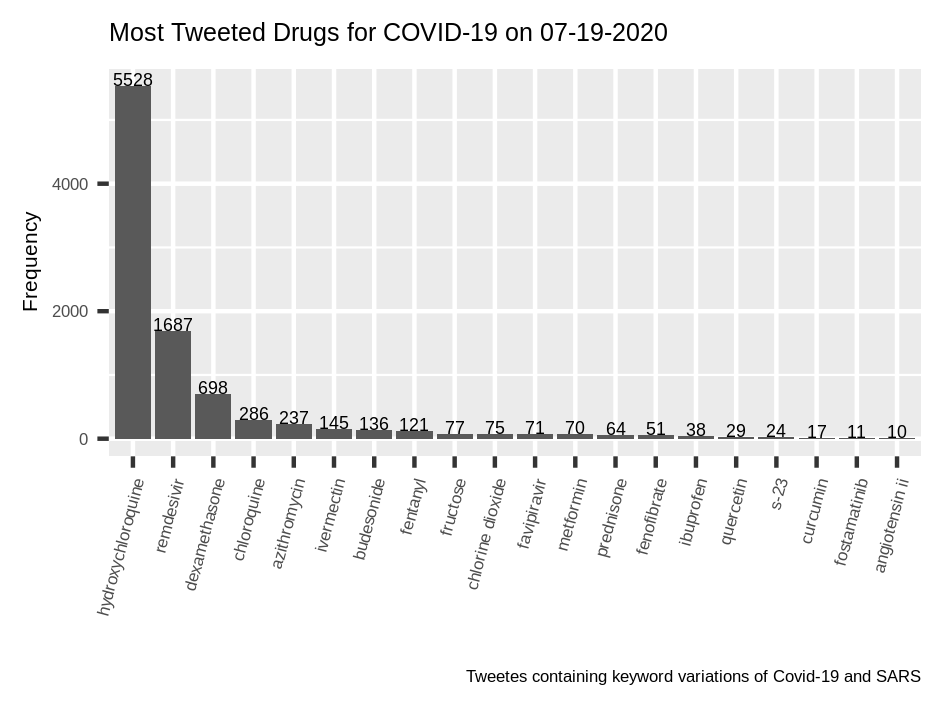 Most Tweeted Drugs for COVID-19 on 07-19-2020
Frequency
4000
2000
0
5528
1687
698
286
237
145
136
121
77
75
71
70
64
51
38
29
24
17
11
10
hydroxychloroquine
remdesivir
dexamethasone
chloroquine
azithromycin
ivermectin
budesonide
fentanyl
fructose
chlorine dioxide
favipiravir
metformin
prednisone
fenofibrate
ibuprofen
quercetin
s-23
curcumin
fostamatinib
angiotensin ii
Tweetes containing keyword variations of Covid-19 and SARS